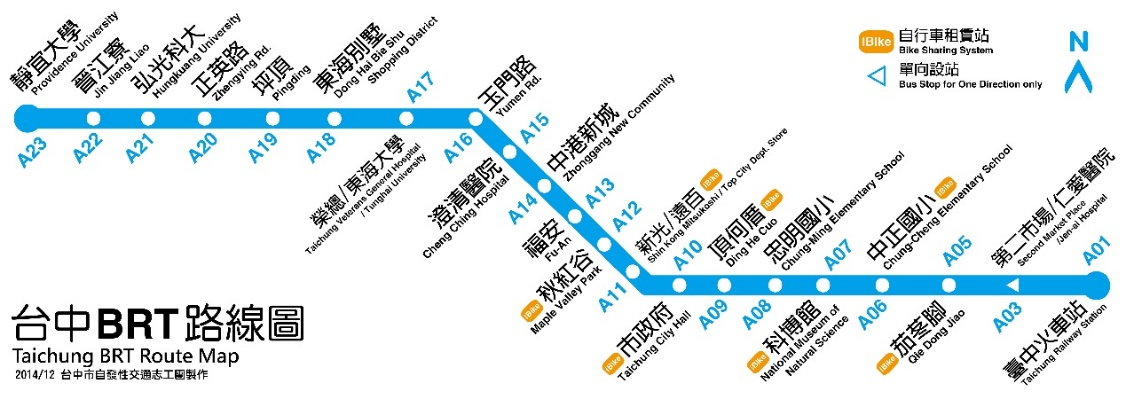 靜宜大學
Providence University
晉江寮
Jin Jiang Liao
弘光科大
Hungkuang University
正英路
Zhengying Rd.
坪頂
Pingding
東海別墅
Dong Hai Bie Shu
Shopping District
A17
玉門路
Yumen Rd.
A15
中港新城
Zhonggang New Community
A13
A12
新光/遠百 iBike
Shin Kong Mitsukoshi / Top City Dept. Store
A10
頂何厝 iBike
Ding He Cuo
忠明國小
Chung-Ming Elementary School
A07
中正國小 iBike
Chung-Cheng Elementary School
A05
第二市場/仁愛醫院
Second Market Place
/Jen-ai Hospital
A01
A23
A22
A21
A20
A19
A18
榮總/東海大學
Taichung Veterans General Hospital
/ Tunghai University
A16
澄清醫院
Cheng Ching Hospital
A14
福安
Fu-An
iBike 秋紅谷
Maple Valley Park
A11
iBike 市政府
Taichung City Hall
A09
A08
iBike 科博館
National Museum of
Natural Science
A06
iBike 茄苳腳
Qie Dong Jiao
A03
臺中火車站
Taichung Railway Station
iBike 自行車租賃站
Bike Sharing System
單向設站
Bus Stop for One Direction only
N
台中BRT路線圖
Taichung BRT Route Map
2014/12 台中市自發性交通志工團製作